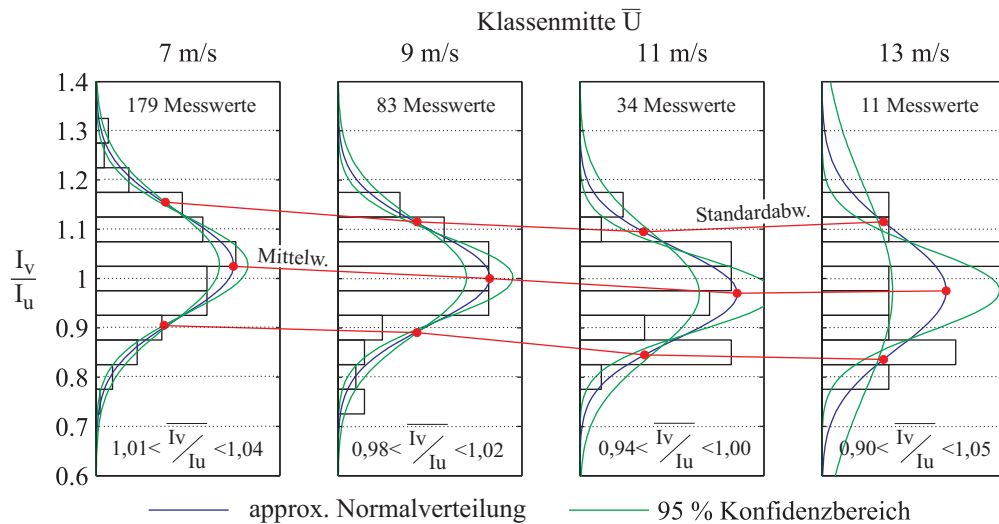 Klassenmitte U̅
7 m/s 9 m/s 11 m/s 13 m/s
179 Messwerte 83 Messwerte 34 Messwerte 11 Messwerte
1.4
1.3
1.2
1.1
1
0.9
0.8
0.7
0.6
Iv
Iu
Mittelw.
Standardabw.
1,01< Iv/Iu <1,04
0,98< Iv/Iu <1,02
0,94< Iv/Iu <1,00
0,90< Iv/Iu <1,05
approx. Normalverteilung 95 % Konfidenzbereich